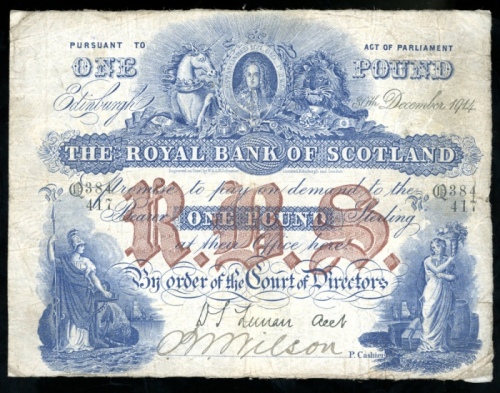 PURSUANT TO ACT OF PARLIAMENT
ONE POUND
Edinburgh December 1914
THE ROYAL BANK OF SCOTLAND
Q384 Promise to pay on demand to the Q384
No 417 Bearer ONE POUND Sterling No 417
R.B.S.
at their Office here
By order of the Court of Directors
Acct
Wilson
P. Cashier